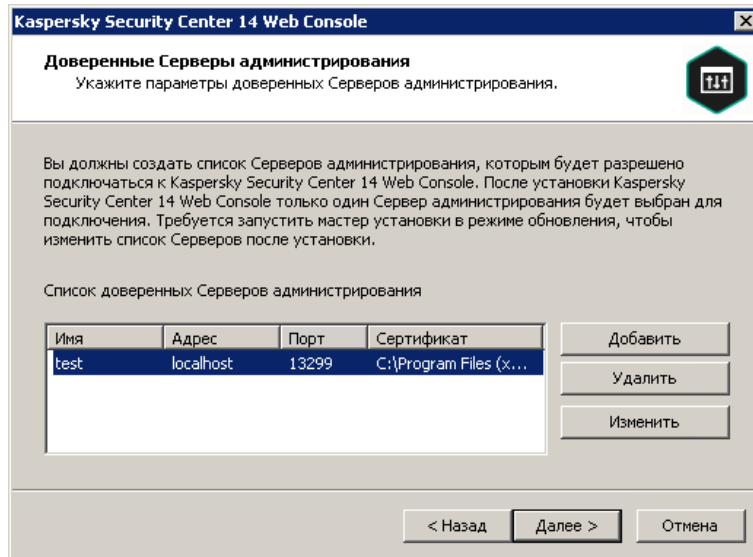 Kaspersky Security Center 14 Web Console
Доверенные Серверы администрирования
Укажите параметры доверенных Серверов администрирования.
Вы должны создать список Серверов администрирования, которым будет разрешено
подключаться к Kaspersky Security Center 14 Web Console. После установки Kaspersky
Security Center 14 Web Console только один Сервер администрирования будет выбран для
подключения. Требуется запустить мастер установки в режиме обновления, чтобы
изменить список Серверов после установки.
Список доверенных Серверов администрирования
Имя Адрес Порт Сертификат
test localhost 13299 C:\Program Files (x...
Добавить
Удалить
Изменить
< Назад Далее > Отмена